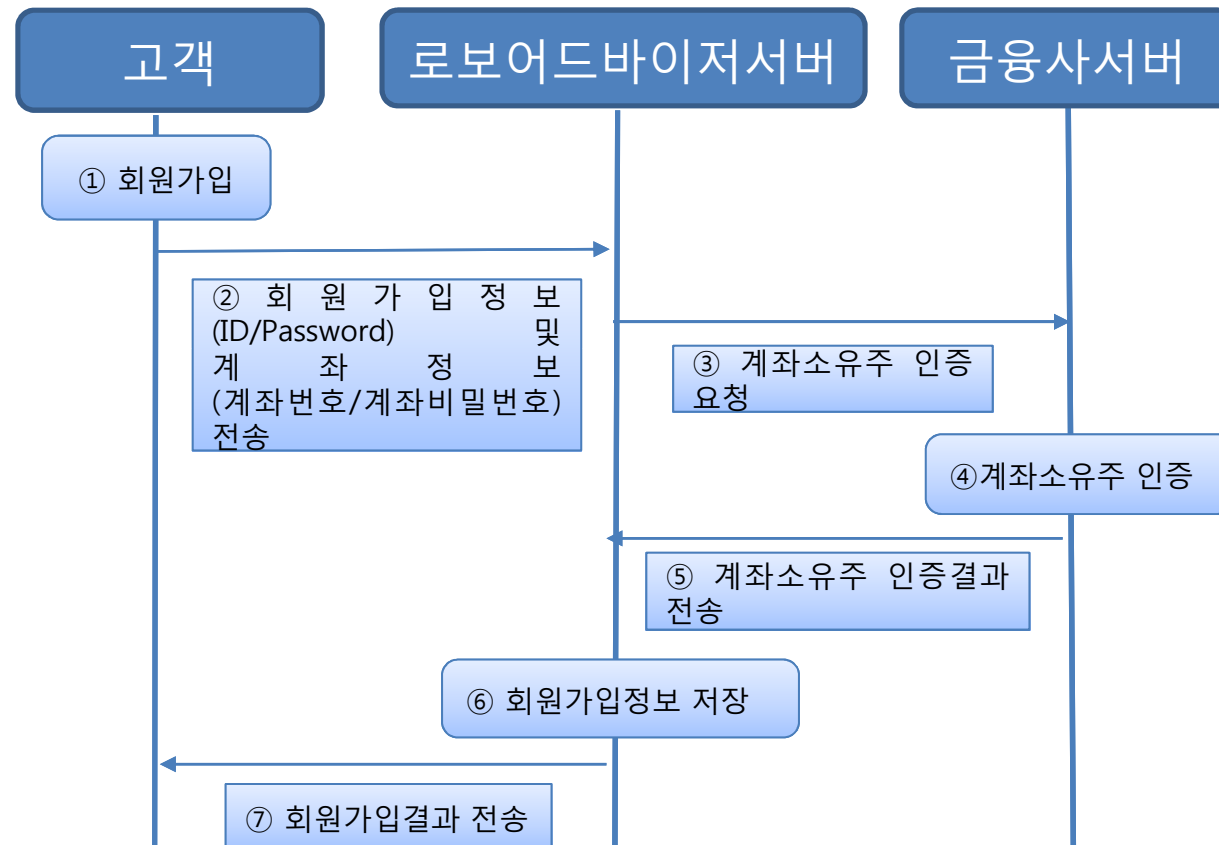 고객
로보어드바이저서버
금융사서버
① 회원가입
② 회 원 가 입 정 보
(ID/Password) 및
계 좌 정 보
(계좌번호/계좌비밀번호)
전송
③ 계좌소유주 인증
요청
④계좌소유주 인증
⑤ 계좌소유주 인증결과
전송
⑥ 회원가입정보 저장
⑦ 회원가입결과 전송